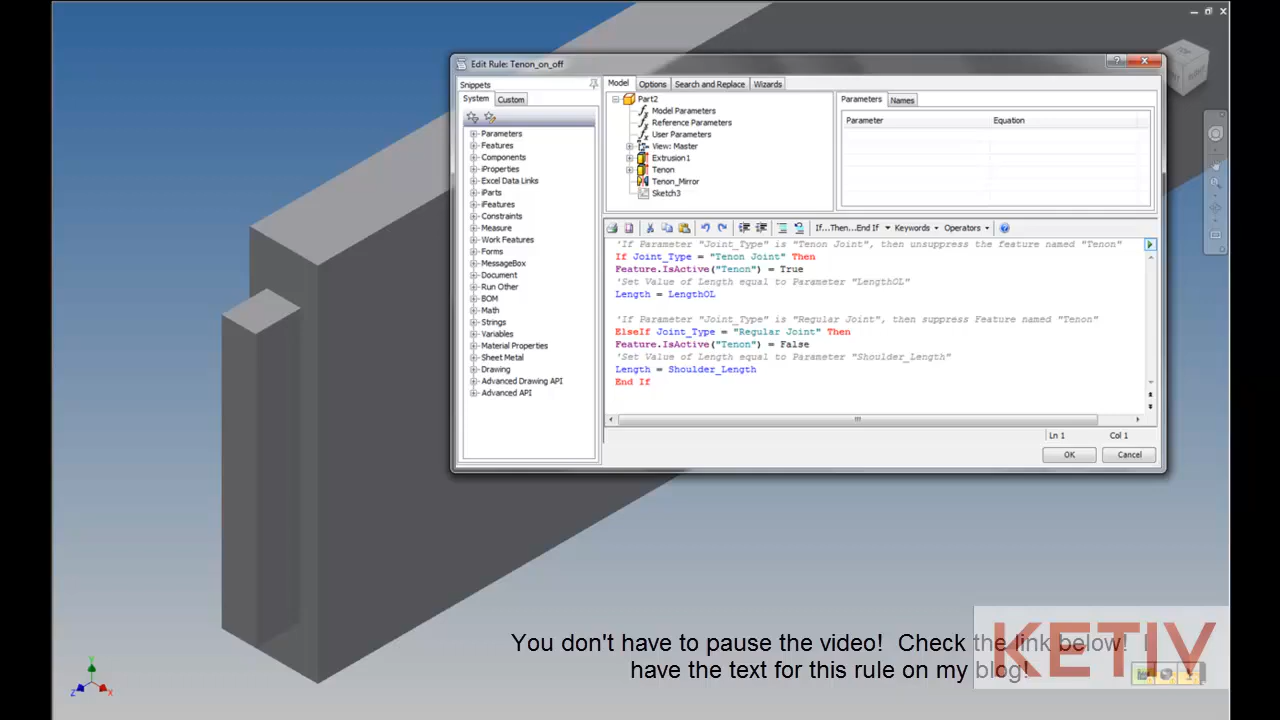 Edit Rule: Tenon_on_off
Snippets
System
Custom
Parameters
Features
Components
iProperties
Excel Data Links
iParts
iFeatures
Constraints
Measure
Work Features
Forms
MessageBox
Document
Run Other
BOM
Math
Strings
Variables
Material Properties
Sheet Metal
Drawing
Advanced Drawing API
Advanced API
Model
Options
Search and Replace
Wizards
Part2
Model Parameters
Reference Parameters
User Parameters
View: Master
Extrusion1
Tenon
Tenon_Mirror
Sketch3
Parameters
Names
Parameter
Equation
If...Then...End If
Keywords
Operators
'If Parameter "Joint_Type" is "Tenon Joint", then unsuppress the feature named "Tenon"
If Joint_Type = "Tenon Joint" Then
Feature.IsActive("Tenon") = True
'Set Value of Length equal to Parameter "LengthOL"
Length = LengthOL
'If Parameter "Joint_Type" is "Regular Joint", then suppress Feature named "Tenon"
ElseIf Joint_Type = "Regular Joint" Then
Feature.IsActive("Tenon") = False
'Set Value of Length equal to Parameter "Shoulder_Length"
Length = Shoulder_Length
End If
Ln 1
Col 1
OK
Cancel
You don't have to pause the video! Check the link below! I
have the text for this rule on my blog!
KETIV
Y
X
Z